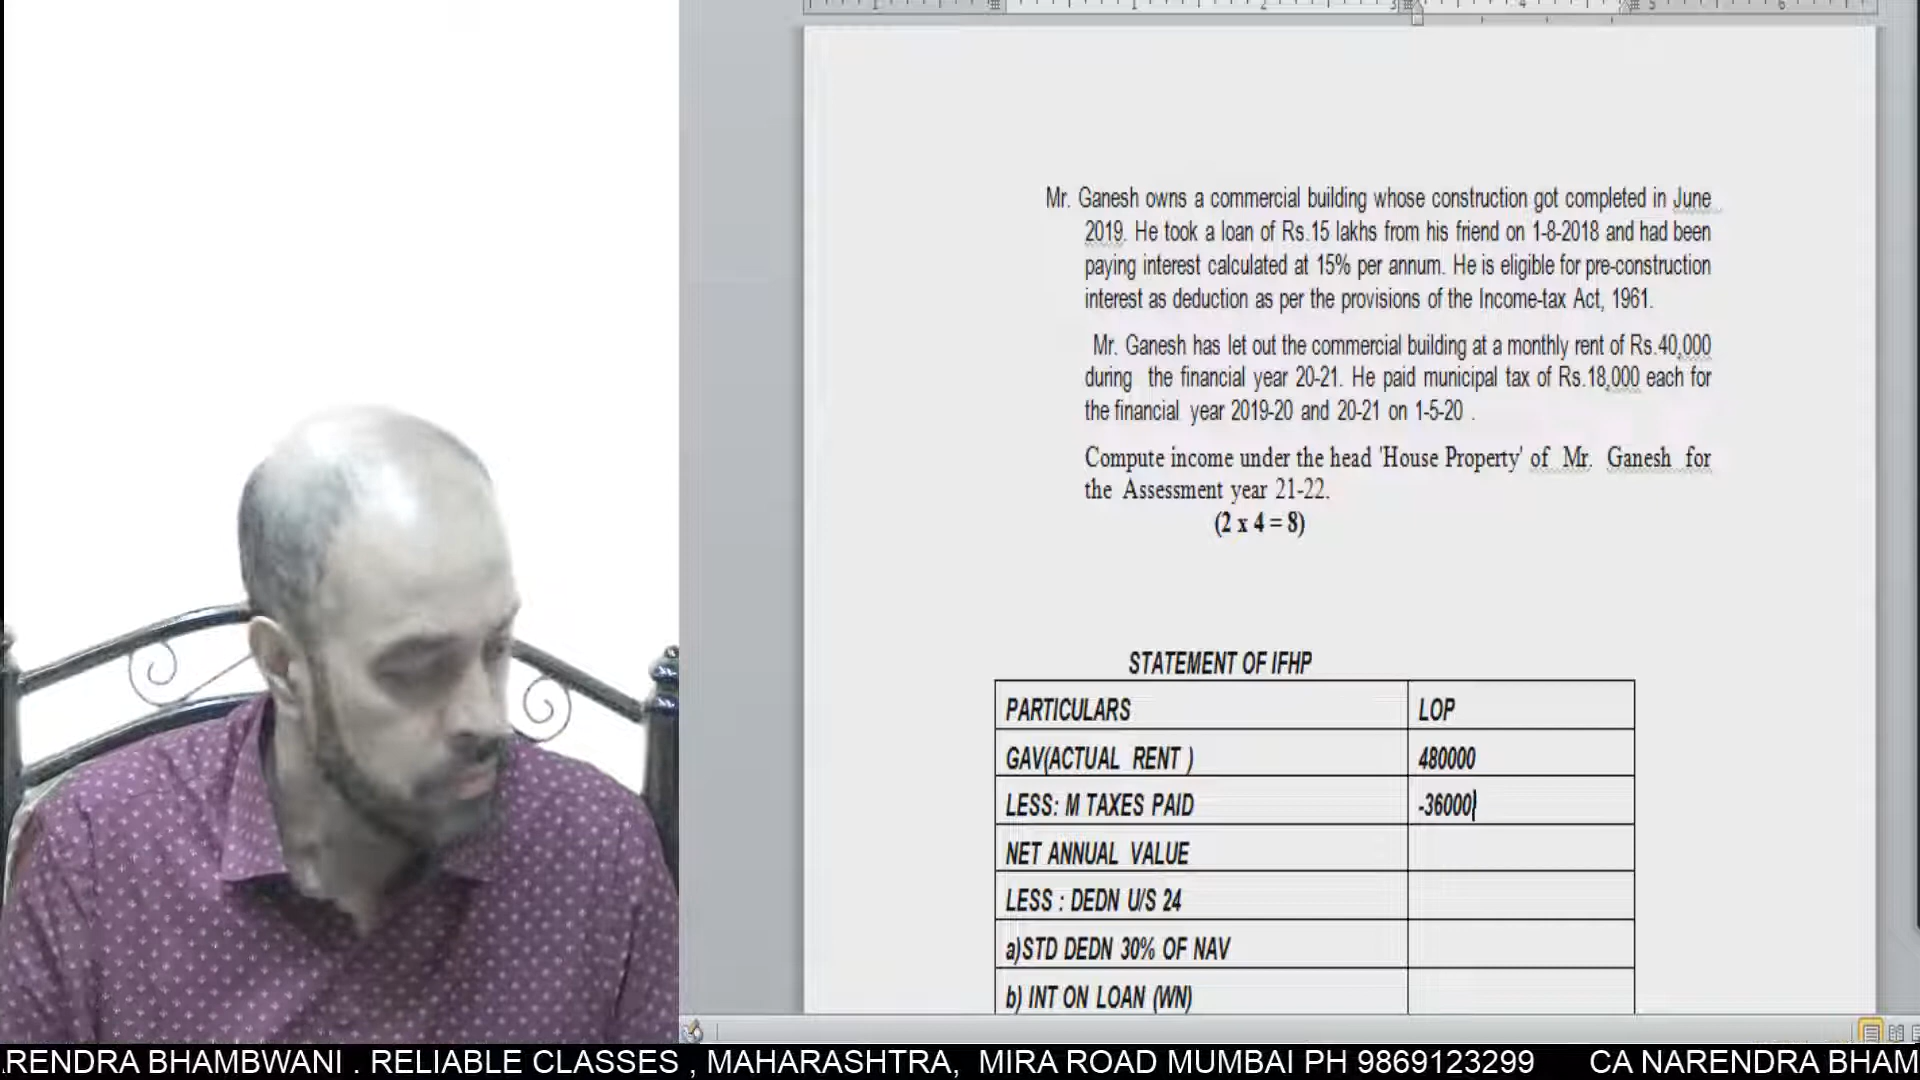 Mr. Ganesh owns a commercial building whose construction got completed in June
2019. He took a loan of Rs.15 lakhs from his friend on 1-8-2018 and had been
paying interest calculated at 15% per annum. He is eligible for pre-construction
interest as deduction as per the provisions of the Income-tax Act, 1961.
Mr. Ganesh has let out the commercial building at a monthly rent of Rs.40,000
during the financial year 20-21. He paid municipal tax of Rs.18,000 each for
the financial year 2019-20 and 20-21 on 1-5-20 .
Compute income under the head 'House Property' of Mr. Ganesh for
the Assessment year 21-22.
(2 x 4 = 8)
STATEMENT OF IFHP
PARTICULARS LOP
GAV(ACTUAL RENT ) 480000
LESS: M TAXES PAID -36000
NET ANNUAL VALUE
LESS : DEDN U/S 24
a)STD DEDN 30% OF NAV
b) INT ON LOAN (WN)
ARENDRA BHAMBWANI . RELIABLE CLASSES , MAHARASHTRA, MIRA ROAD MUMBAI PH 9869123299 CA NARENDRA BHAM